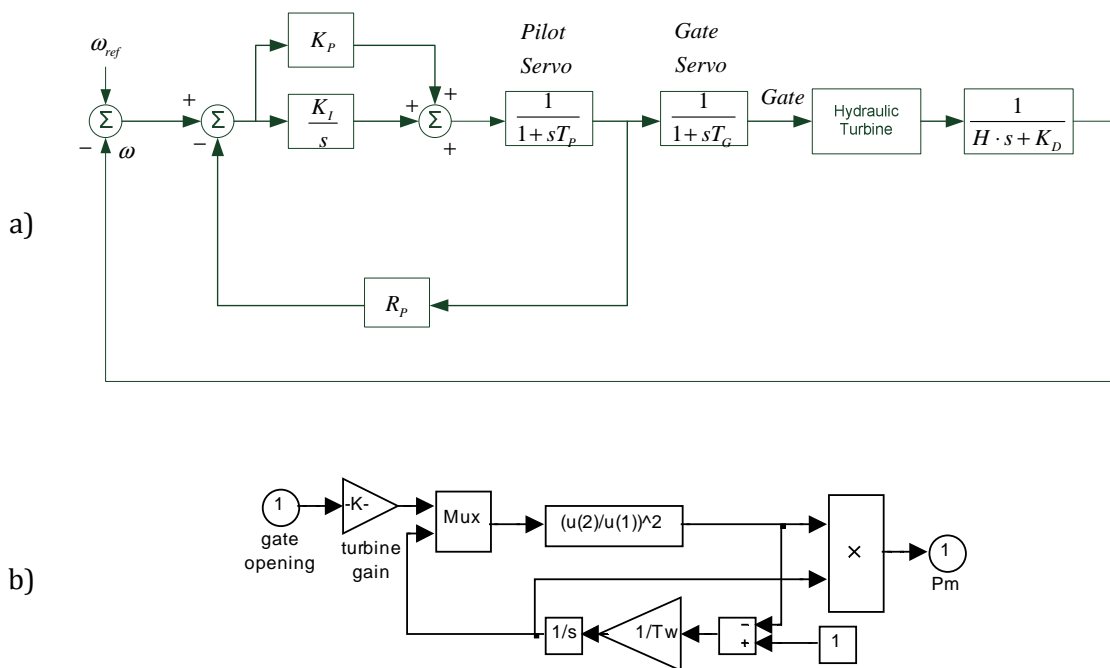 Pilot
Servo
Gate
Servo
ω_ref
K_P
+
+
Σ
−
ω
+
Σ
−
K_I
s
+
Σ
+
1
1 + sT_P
1
1 + sT_G
Gate
Hydraulic
Turbine
1
H · s + K_D
a)
R_P
b)
1
gate
opening
-K-
turbine
gain
Mux
(u(2)/u(1))^2
×
1
Pm
1/s
1/Tw
−
+
1